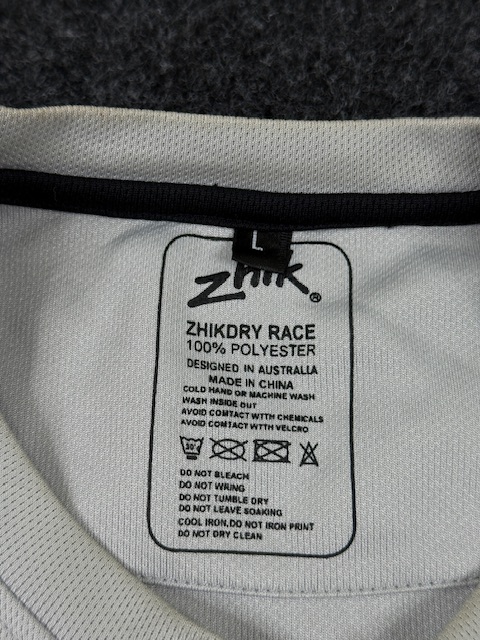 L
Zhik®
ZHIKDRY RACE
100% POLYESTER
DESIGNED IN AUSTRALIA
MADE IN CHINA
COLD HAND OR MACHINE WASH
WASH INSIDE OUT
AVOID CONTACT WTTH CHEMICALS
AVOID CONTACT WTTH VELCRO
30°
DO NOT BLEACH
DO NOT WRING
DO NOT TUMBLE DRY
DO NOT LEAVE SOAKING
COOL IRON,DO NOT IRON PRINT
DO NOT DRY CLEAN